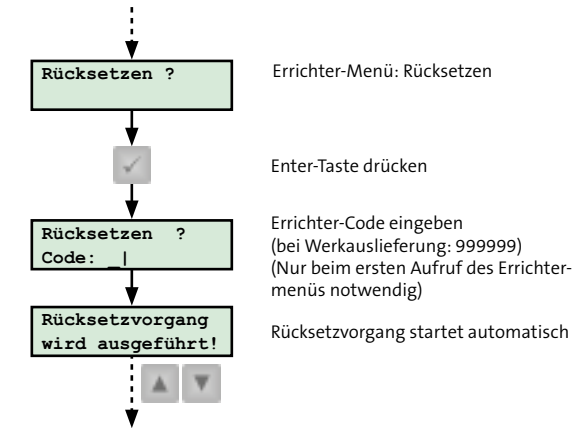 Rücksetzen ?
Errichter-Menü: Rücksetzen
Enter-Taste drücken
Rücksetzen ?
Code: _|
Errichter-Code eingeben
(bei Werkauslieferung: 999999)
(Nur beim ersten Aufruf des Errichter-
menüs notwendig)
Rücksetzvorgang
wird ausgeführt!
Rücksetzvorgang startet automatisch